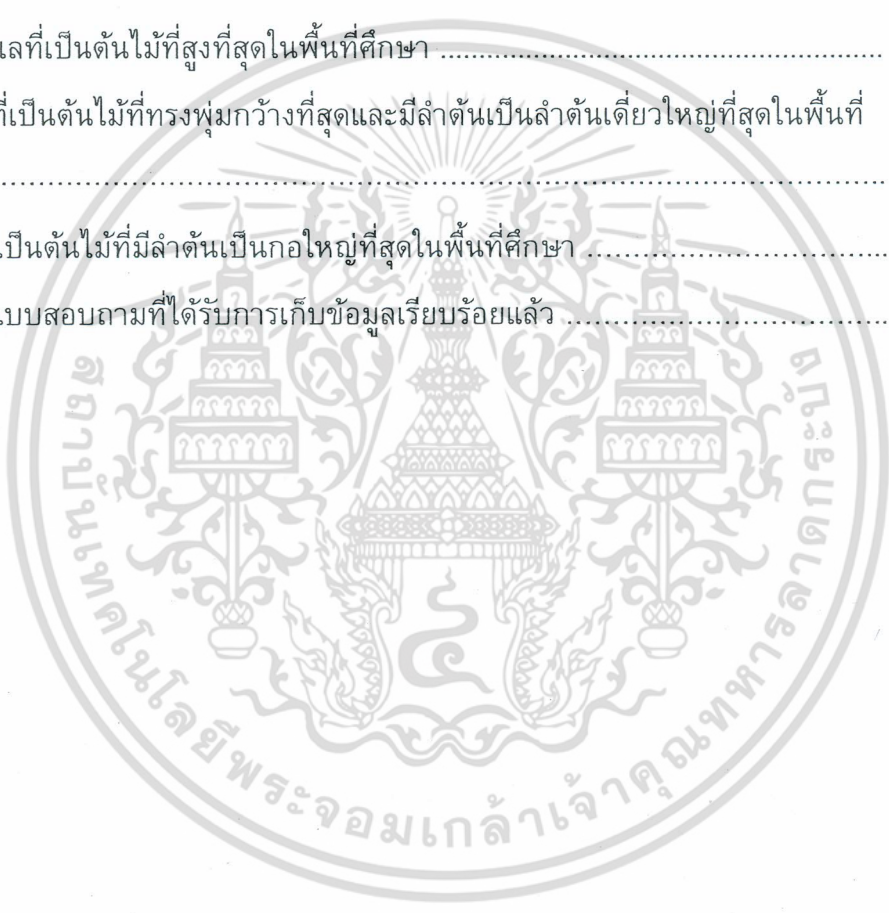 เลที่เป็นต้นไม้ที่สูงที่สุดในพื้นที่ศึกษา ................................................................
ที่เป็นต้นไม้ที่ทรงพุ่มกว้างที่สุดและมีลำต้นเป็นลำต้นเดี่ยวใหญ่ที่สุดในพื้นที่
................................................................................................
เป็นต้นไม้ที่มีลำต้นเป็นกอใหญ่ที่สุดในพื้นที่ศึกษา ................................
แบบสอบถามที่ได้รับการเก็บข้อมูลเรียบร้อยแล้ว ................................
สถาบันเทคโนโลยีพระจอมเกล้าเจ้าคุณทหารลาดกระบัง
๔